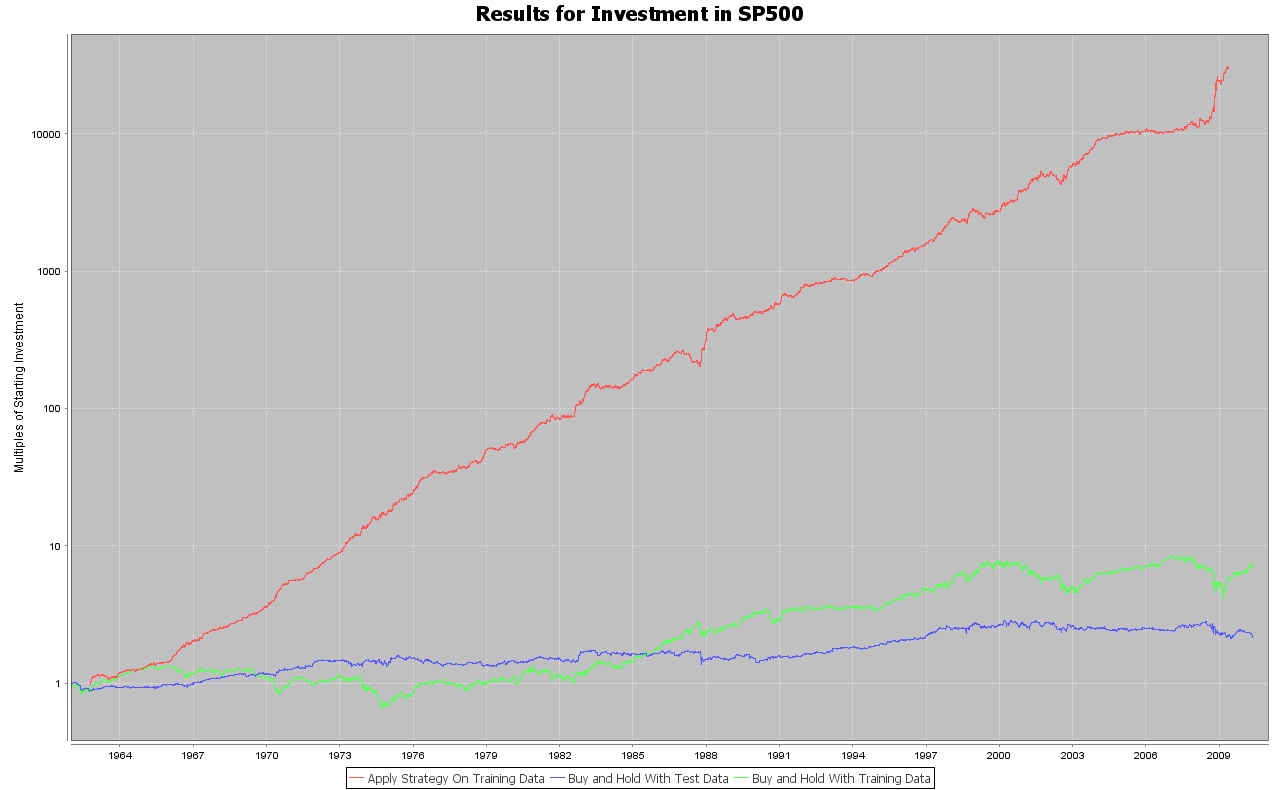 Results for Investment in SP500
Multiples of Starting Investment
10000
1000
100
10
1
1964 1967 1970 1973 1976 1979 1982 1985 1988 1991 1994 1997 2000 2003 2006 2009
Apply Strategy On Training Data Buy and Hold With Test Data Buy and Hold With Training Data